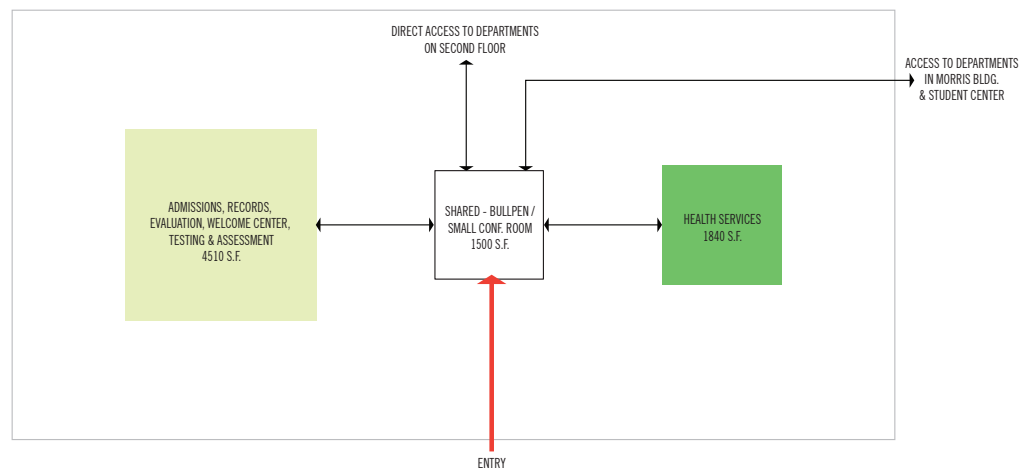 DIRECT ACCESS TO DEPARTMENTS
ON SECOND FLOOR
ACCESS TO DEPARTMENTS
IN MORRIS BLDG.
& STUDENT CENTER
ADMISSIONS, RECORDS,
EVALUATION, WELCOME CENTER,
TESTING & ASSESSMENT
4510 S.F.
SHARED - BULLPEN /
SMALL CONF. ROOM
1500 S.F.
HEALTH SERVICES
1840 S.F.
ENTRY